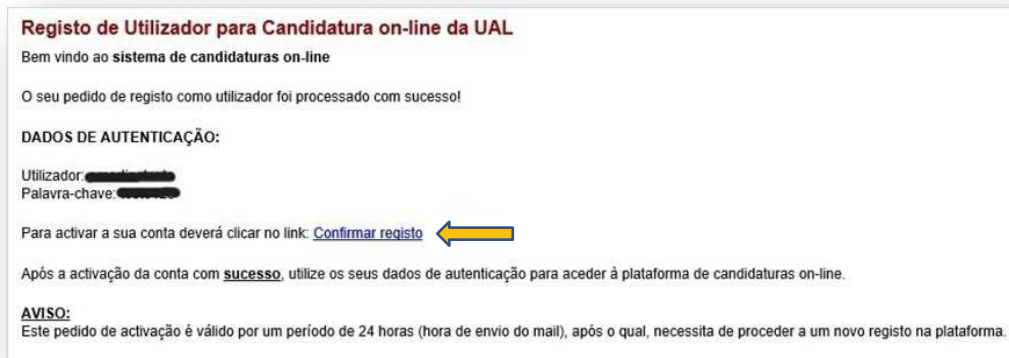 Registo de Utilizador para Candidatura on-line da UAL
Bem vindo ao sistema de candidaturas on-line
O seu pedido de registo como utilizador foi processado com sucesso!
DADOS DE AUTENTICAÇÃO:
Utilizador:
Palavra-chave:
Para activar a sua conta deverá clicar no link: Confirmar registo
Após a activação da conta com sucesso, utilize os seus dados de autenticação para aceder à plataforma de candidaturas on-line.
AVISO:
Este pedido de activação é válido por um período de 24 horas (hora de envio do mail), após o qual, necessita de proceder a um novo registo na plataforma.